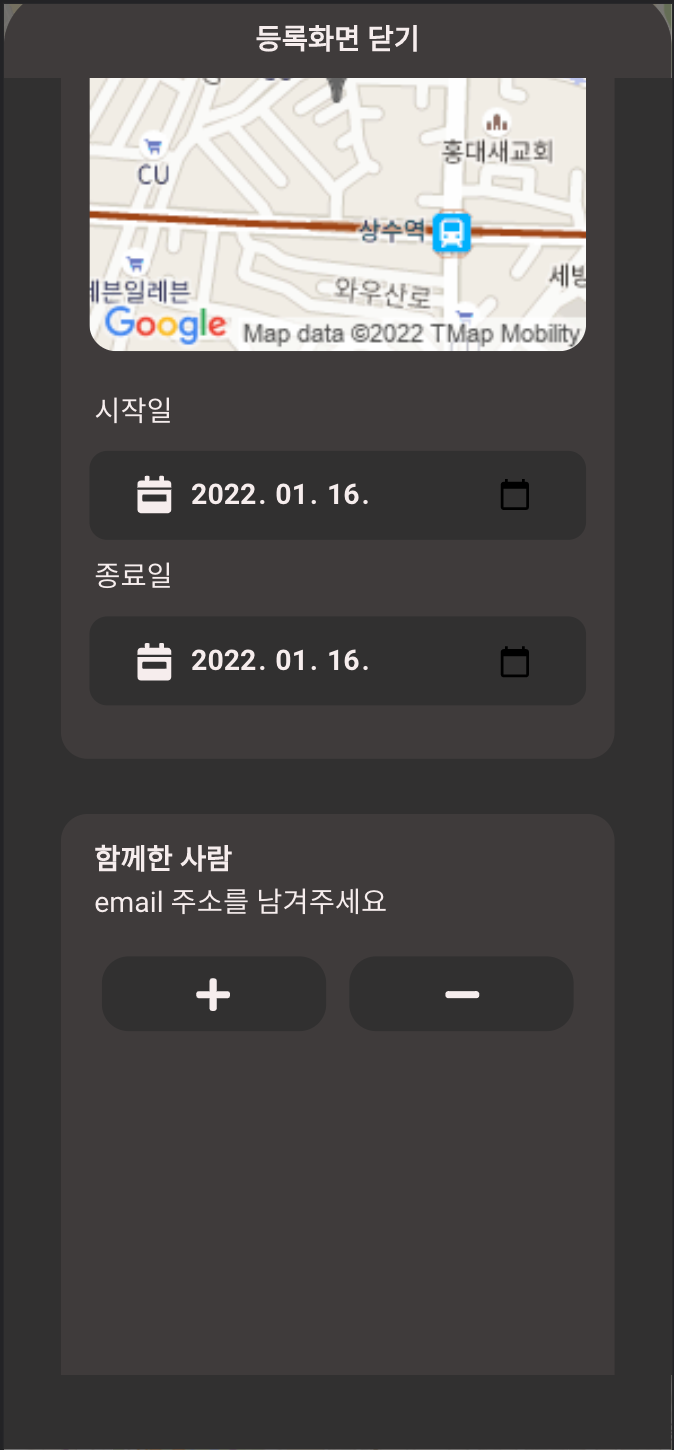 등록화면 닫기
홍대새교회
CU
상수역
세븐일레븐
와우산로
세방
Google
Map data ©2022 TMap Mobility
시작일
2022. 01. 16.
종료일
2022. 01. 16.
함께한 사람
email 주소를 남겨주세요